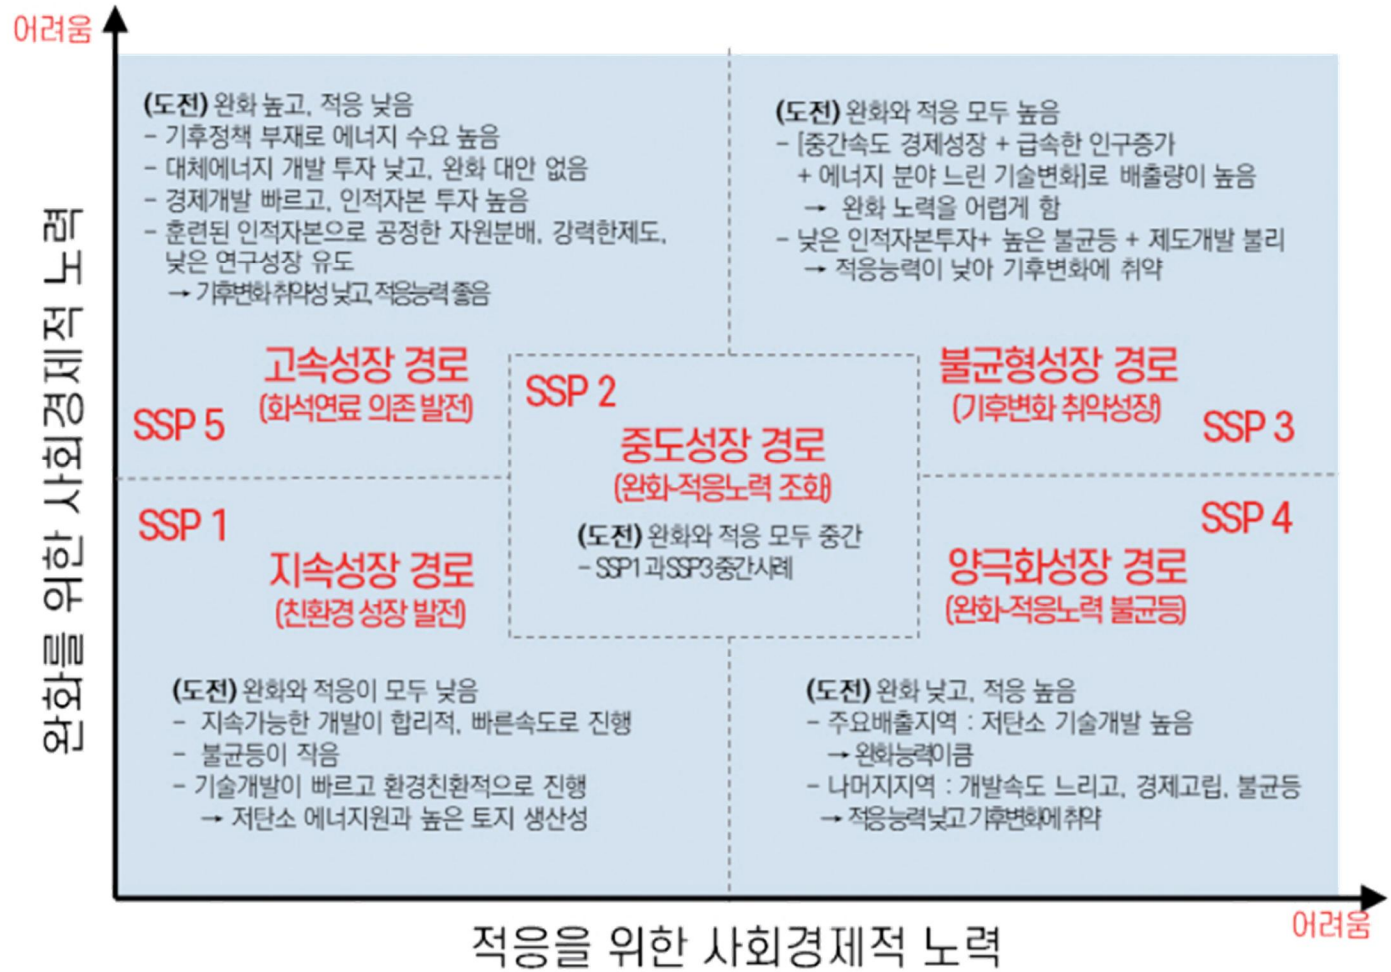 어려움
완화를 위한 사회경제적 노력
(도전) 완화 높고, 적응 낮음
- 기후정책 부재로 에너지 수요 높음
- 대체에너지 개발 투자 낮고, 완화 대안 없음
- 경제개발 빠르고, 인적자본 투자 높음
- 훈련된 인적자본으로 공정한 자원분배, 강력한제도,
낮은 연구성장 유도
→ 기후변화 취약성 낮고, 적응능력 좋음
고속성장 경로
(화석연료 의존 발전)
SSP 5
(도전) 완화와 적응 모두 높음
- [중간속도 경제성장 + 급속한 인구증가
+ 에너지 분야 느린 기술변화]로 배출량이 높음
→ 완화 노력을 어렵게 함
- 낮은 인적자본투자+ 높은 불균등 + 제도개발 불리
→ 적응능력이 낮아 기후변화에 취약
불균형성장 경로
(기후변화 취약성장)
SSP 3
SSP 2
중도성장 경로
(완화-적응노력 조화)
(도전) 완화와 적응 모두 중간
- SSP1과 SSP3 중간사례
SSP 1
지속성장 경로
(친환경 성장 발전)
(도전) 완화와 적응이 모두 낮음
- 지속가능한 개발이 합리적, 빠른속도로 진행
- 불균등이 작음
- 기술개발이 빠르고 환경친환적으로 진행
→ 저탄소 에너지원과 높은 토지 생산성
SSP 4
양극화성장 경로
(완화-적응노력 불균등)
(도전) 완화 낮고, 적응 높음
- 주요배출지역 : 저탄소 기술개발 높음
→ 완화능력이큼
- 나머지지역 : 개발속도 느리고, 경제고립, 불균등
→ 적응능력낮고 기후변화에 취약
어려움
적응을 위한 사회경제적 노력